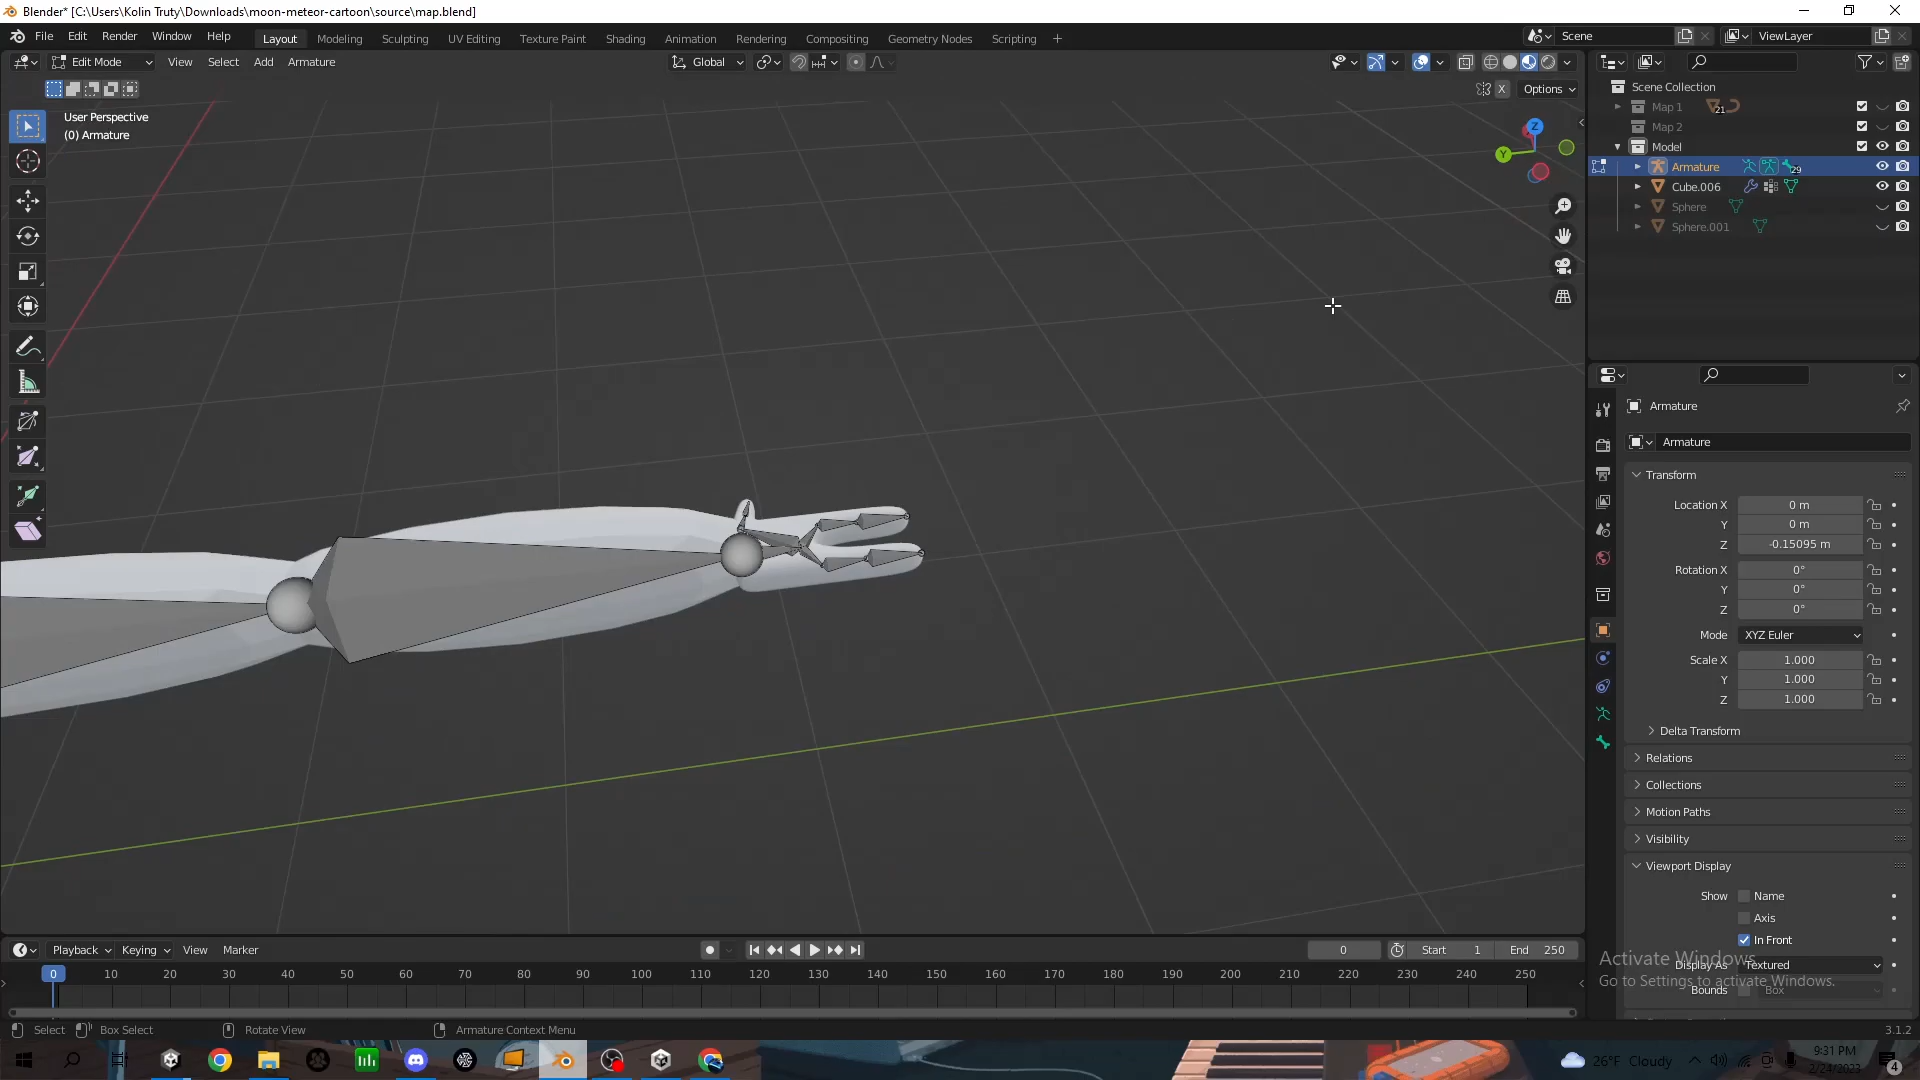 Blender* [C:\Users\Kolin Truty\Downloads\moon-meteor-cartoon\source\map.blend]
File Edit Render Window Help Layout Modeling Sculpting UV Editing Texture Paint Shading Animation Rendering Compositing Geometry Nodes Scripting + Scene ViewLayer
Edit Mode View Select Add Armature Global
X Options
Scene Collection
Map 1 21
Map 2
Model
Armature 29
Cube.006
Sphere
Sphere.001
User Perspective
(0) Armature
Z
Y
Armature
Armature
Transform
Location X 0 m
Y 0 m
Z -0.15095 m
Rotation X 0°
Y 0°
Z 0°
Mode XYZ Euler
Scale X 1.000
Y 1.000
Z 1.000
Delta Transform
Relations
Collections
Motion Paths
Visibility
Viewport Display
Show Name
Axis
In Front
Display As Textured
Bounds Box
Activate Windows
Go to Settings to activate Windows.
Playback Keying View Marker 0 Start 1 End 250
0 10 20 30 40 50 60 70 80 90 100 110 120 130 140 150 160 170 180 190 200 210 220 230 240 250
Select Box Select Rotate View Armature Context Menu 3.1.2
26°F Cloudy 9:31 PM
2/24/2023 4